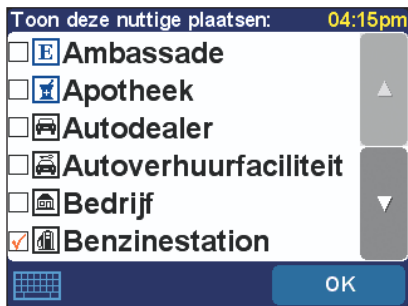 Toon deze nuttige plaatsen: 04:15pm
E Ambassade
Apotheek
Autodealer
Autoverhuurfaciliteit
Bedrijf
Benzinestation
OK